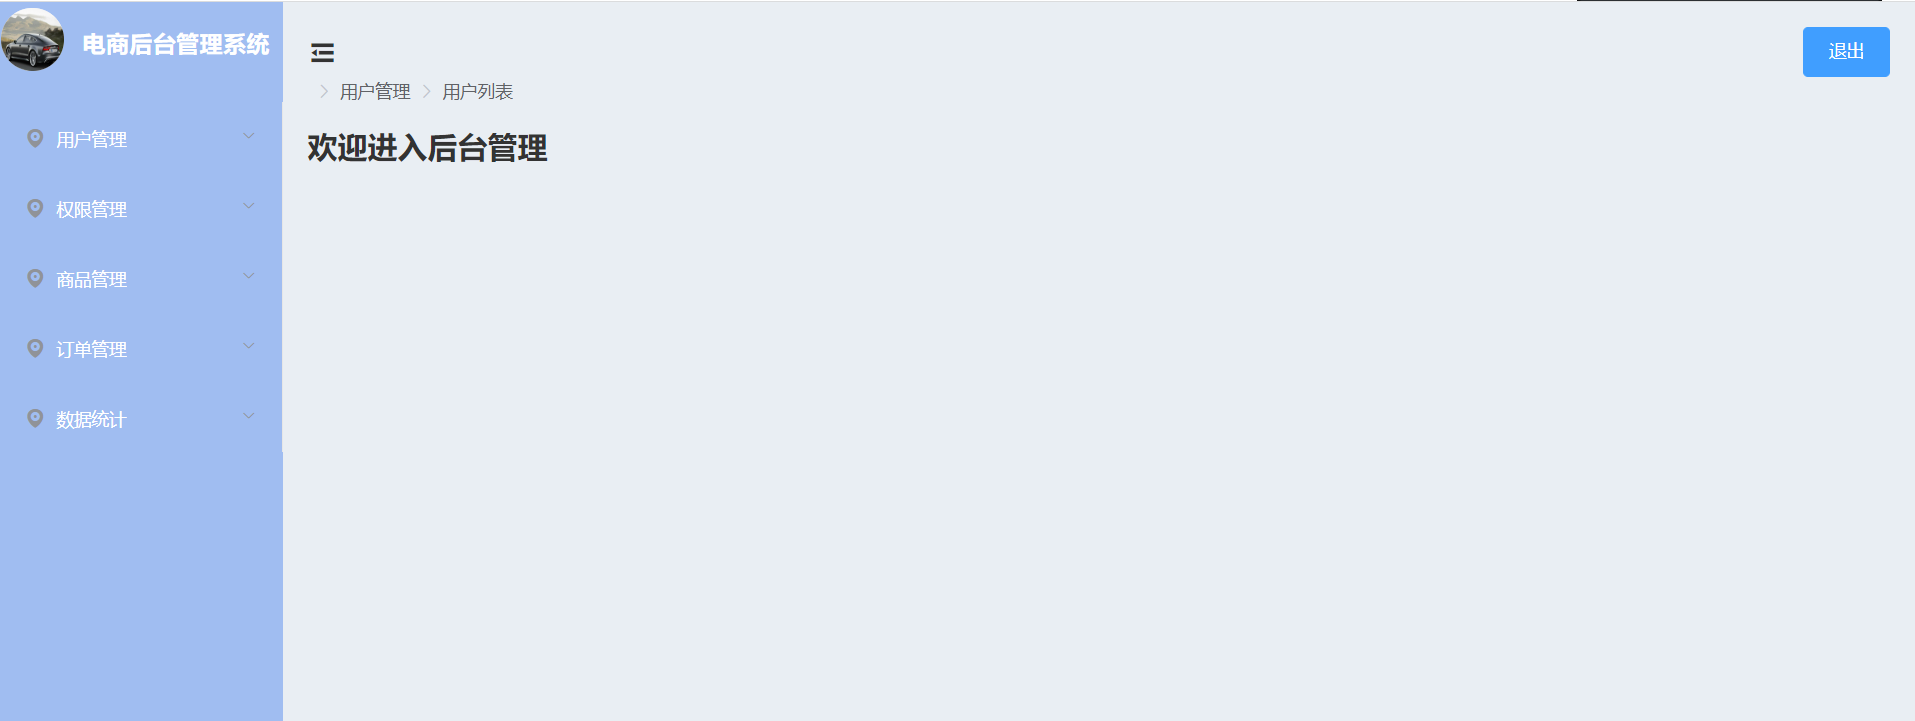 电商后台管理系统
退出
用户管理 用户列表
欢迎进入后台管理
用户管理
权限管理
商品管理
订单管理
数据统计